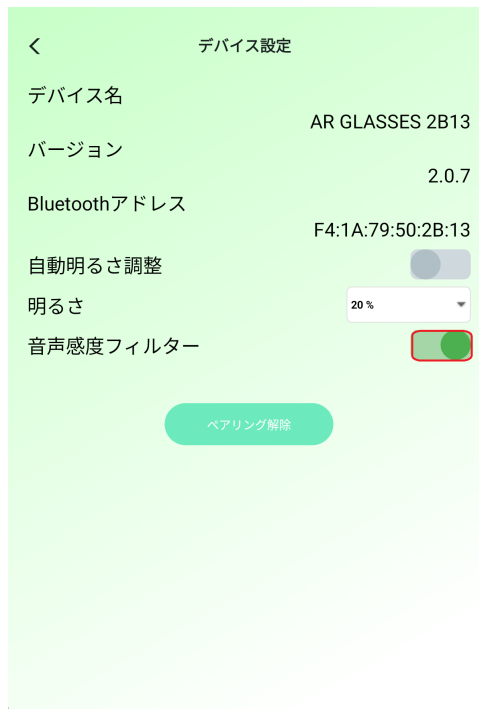 デバイス設定
デバイス名
AR GLASSES 2B13
バージョン
2.0.7
Bluetoothアドレス
F4:1A:79:50:2B:13
自動明るさ調整
明るさ
20 %
音声感度フィルター
ペアリング解除